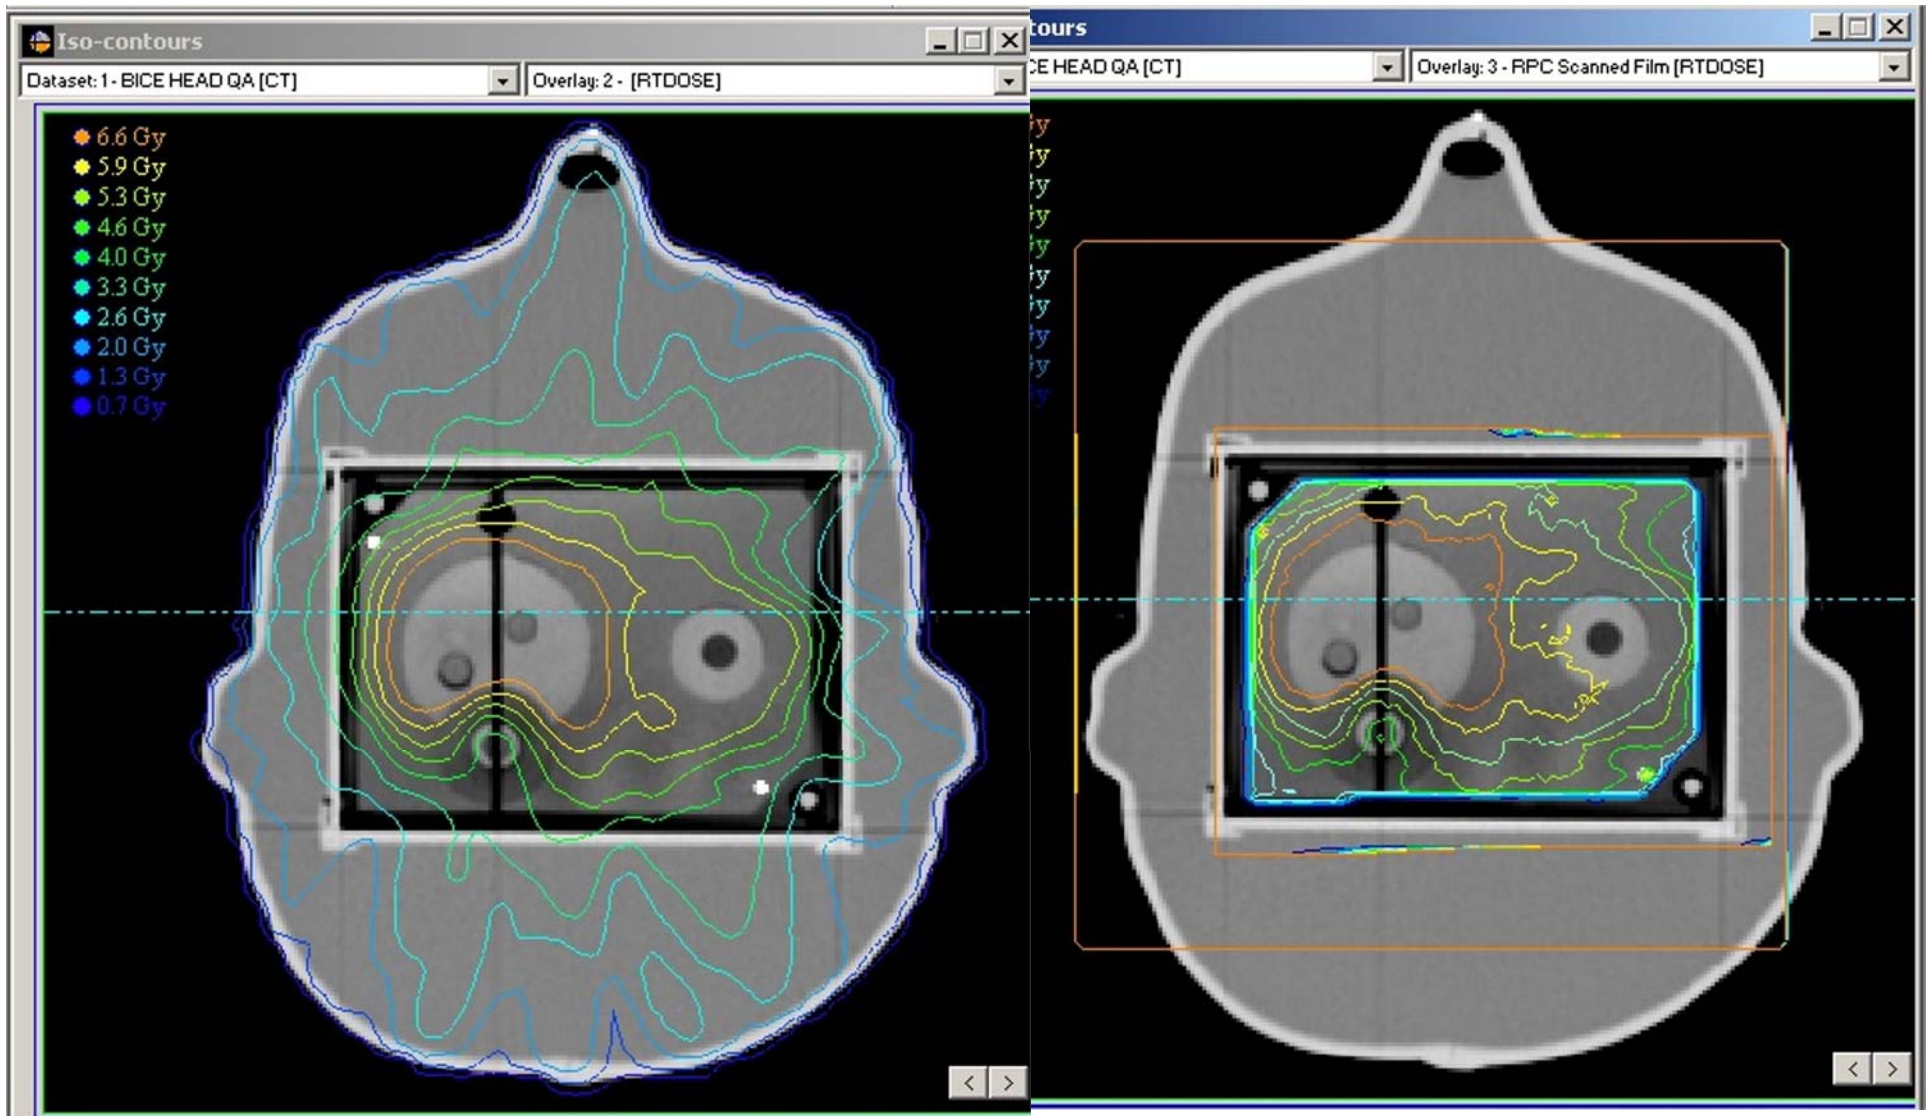 Iso-contours
Dataset: 1 - BICE HEAD QA [CT]
Overlay: 2 - [RTDOSE]
6.6 Gy
5.9 Gy
5.3 Gy
4.6 Gy
4.0 Gy
3.3 Gy
2.6 Gy
2.0 Gy
1.3 Gy
0.7 Gy
< >
tours
CE HEAD QA [CT]
Overlay: 3 - RPC Scanned Film [RTDOSE]
y
y
y
y
y
y
y
y
y
y
< >